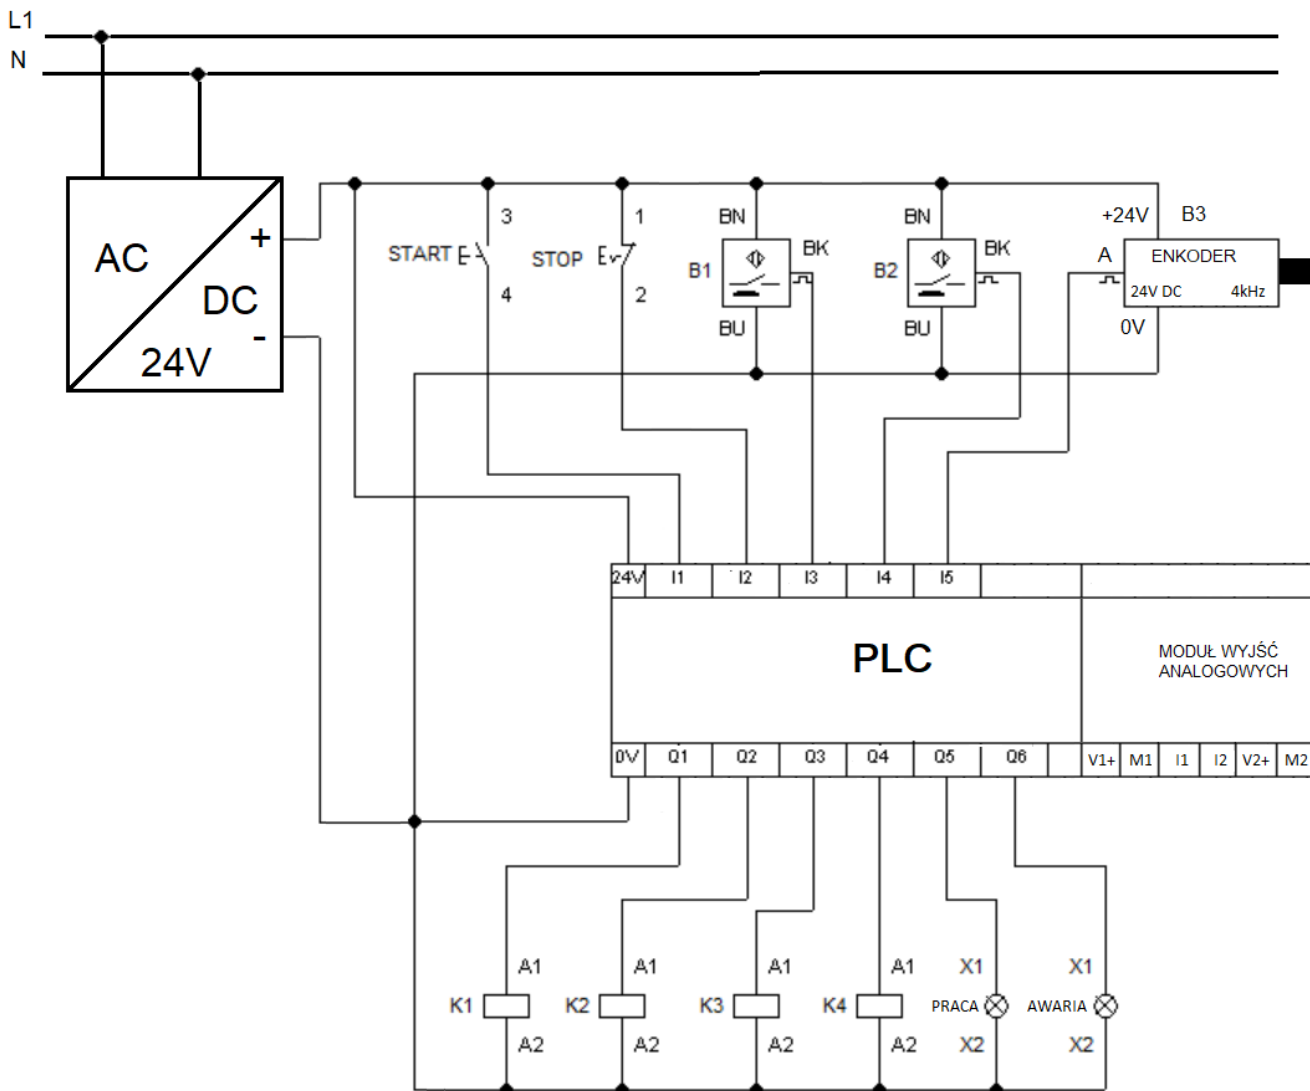 L1
N
AC
DC
+
-
24V
START
3
4
STOP
1
2
BN
B1
BK
BU
BN
B2
BK
BU
+24V
B3
A
ENKODER
24V DC
4kHz
0V
24V
I1
I2
I3
I4
I5
PLC
MODUŁ WYJŚĆ
ANALOGOWYCH
0V
Q1
Q2
Q3
Q4
Q5
Q6
V1+
M1
I1
I2
V2+
M2
A1
A1
A1
A1
X1
X1
K1
K2
K3
K4
PRACA
AWARIA
A2
A2
A2
A2
X2
X2